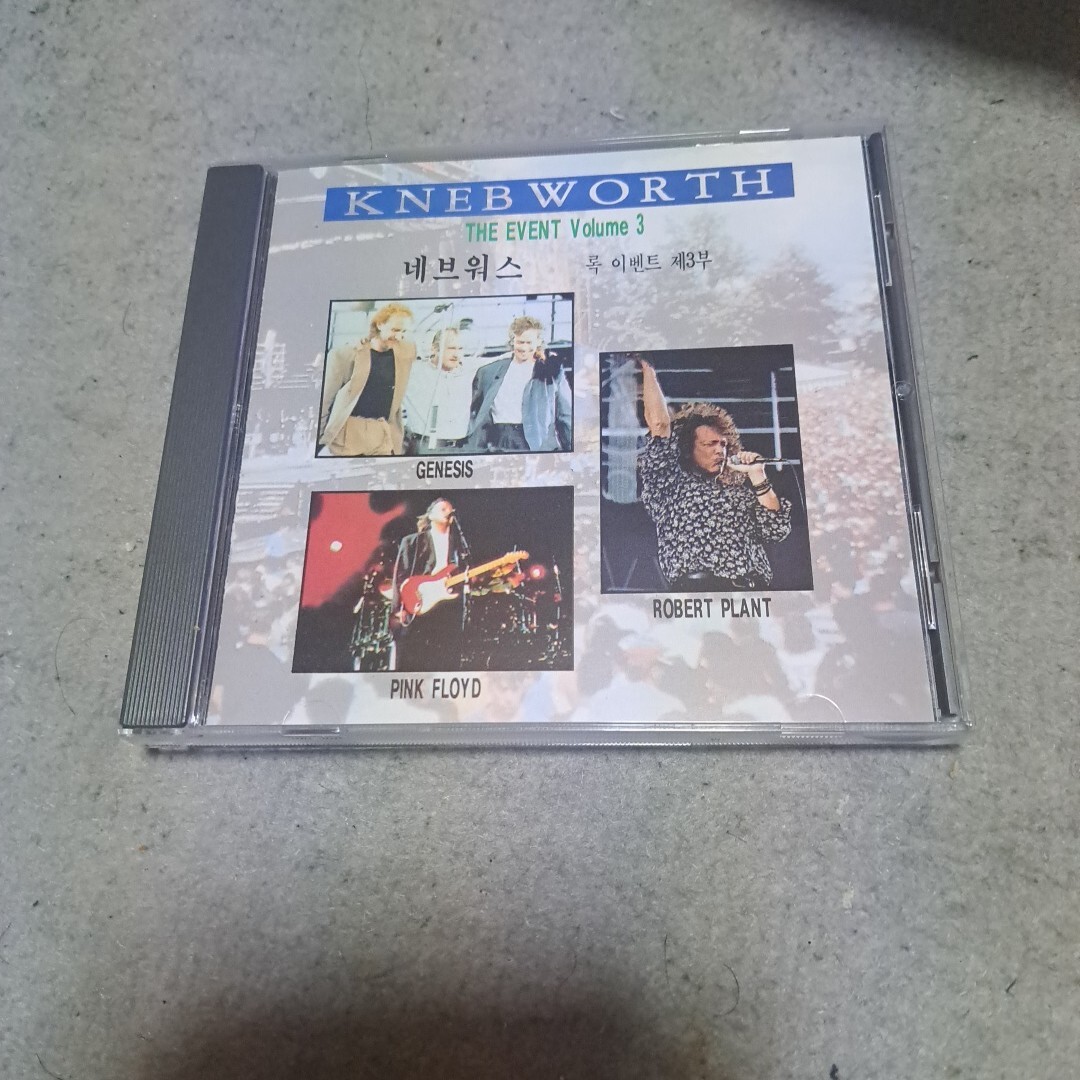 KNEBWORTH
THE EVENT Volume 3
네브워스 록 이벤트 제3부
GENESIS
ROBERT PLANT
PINK FLOYD